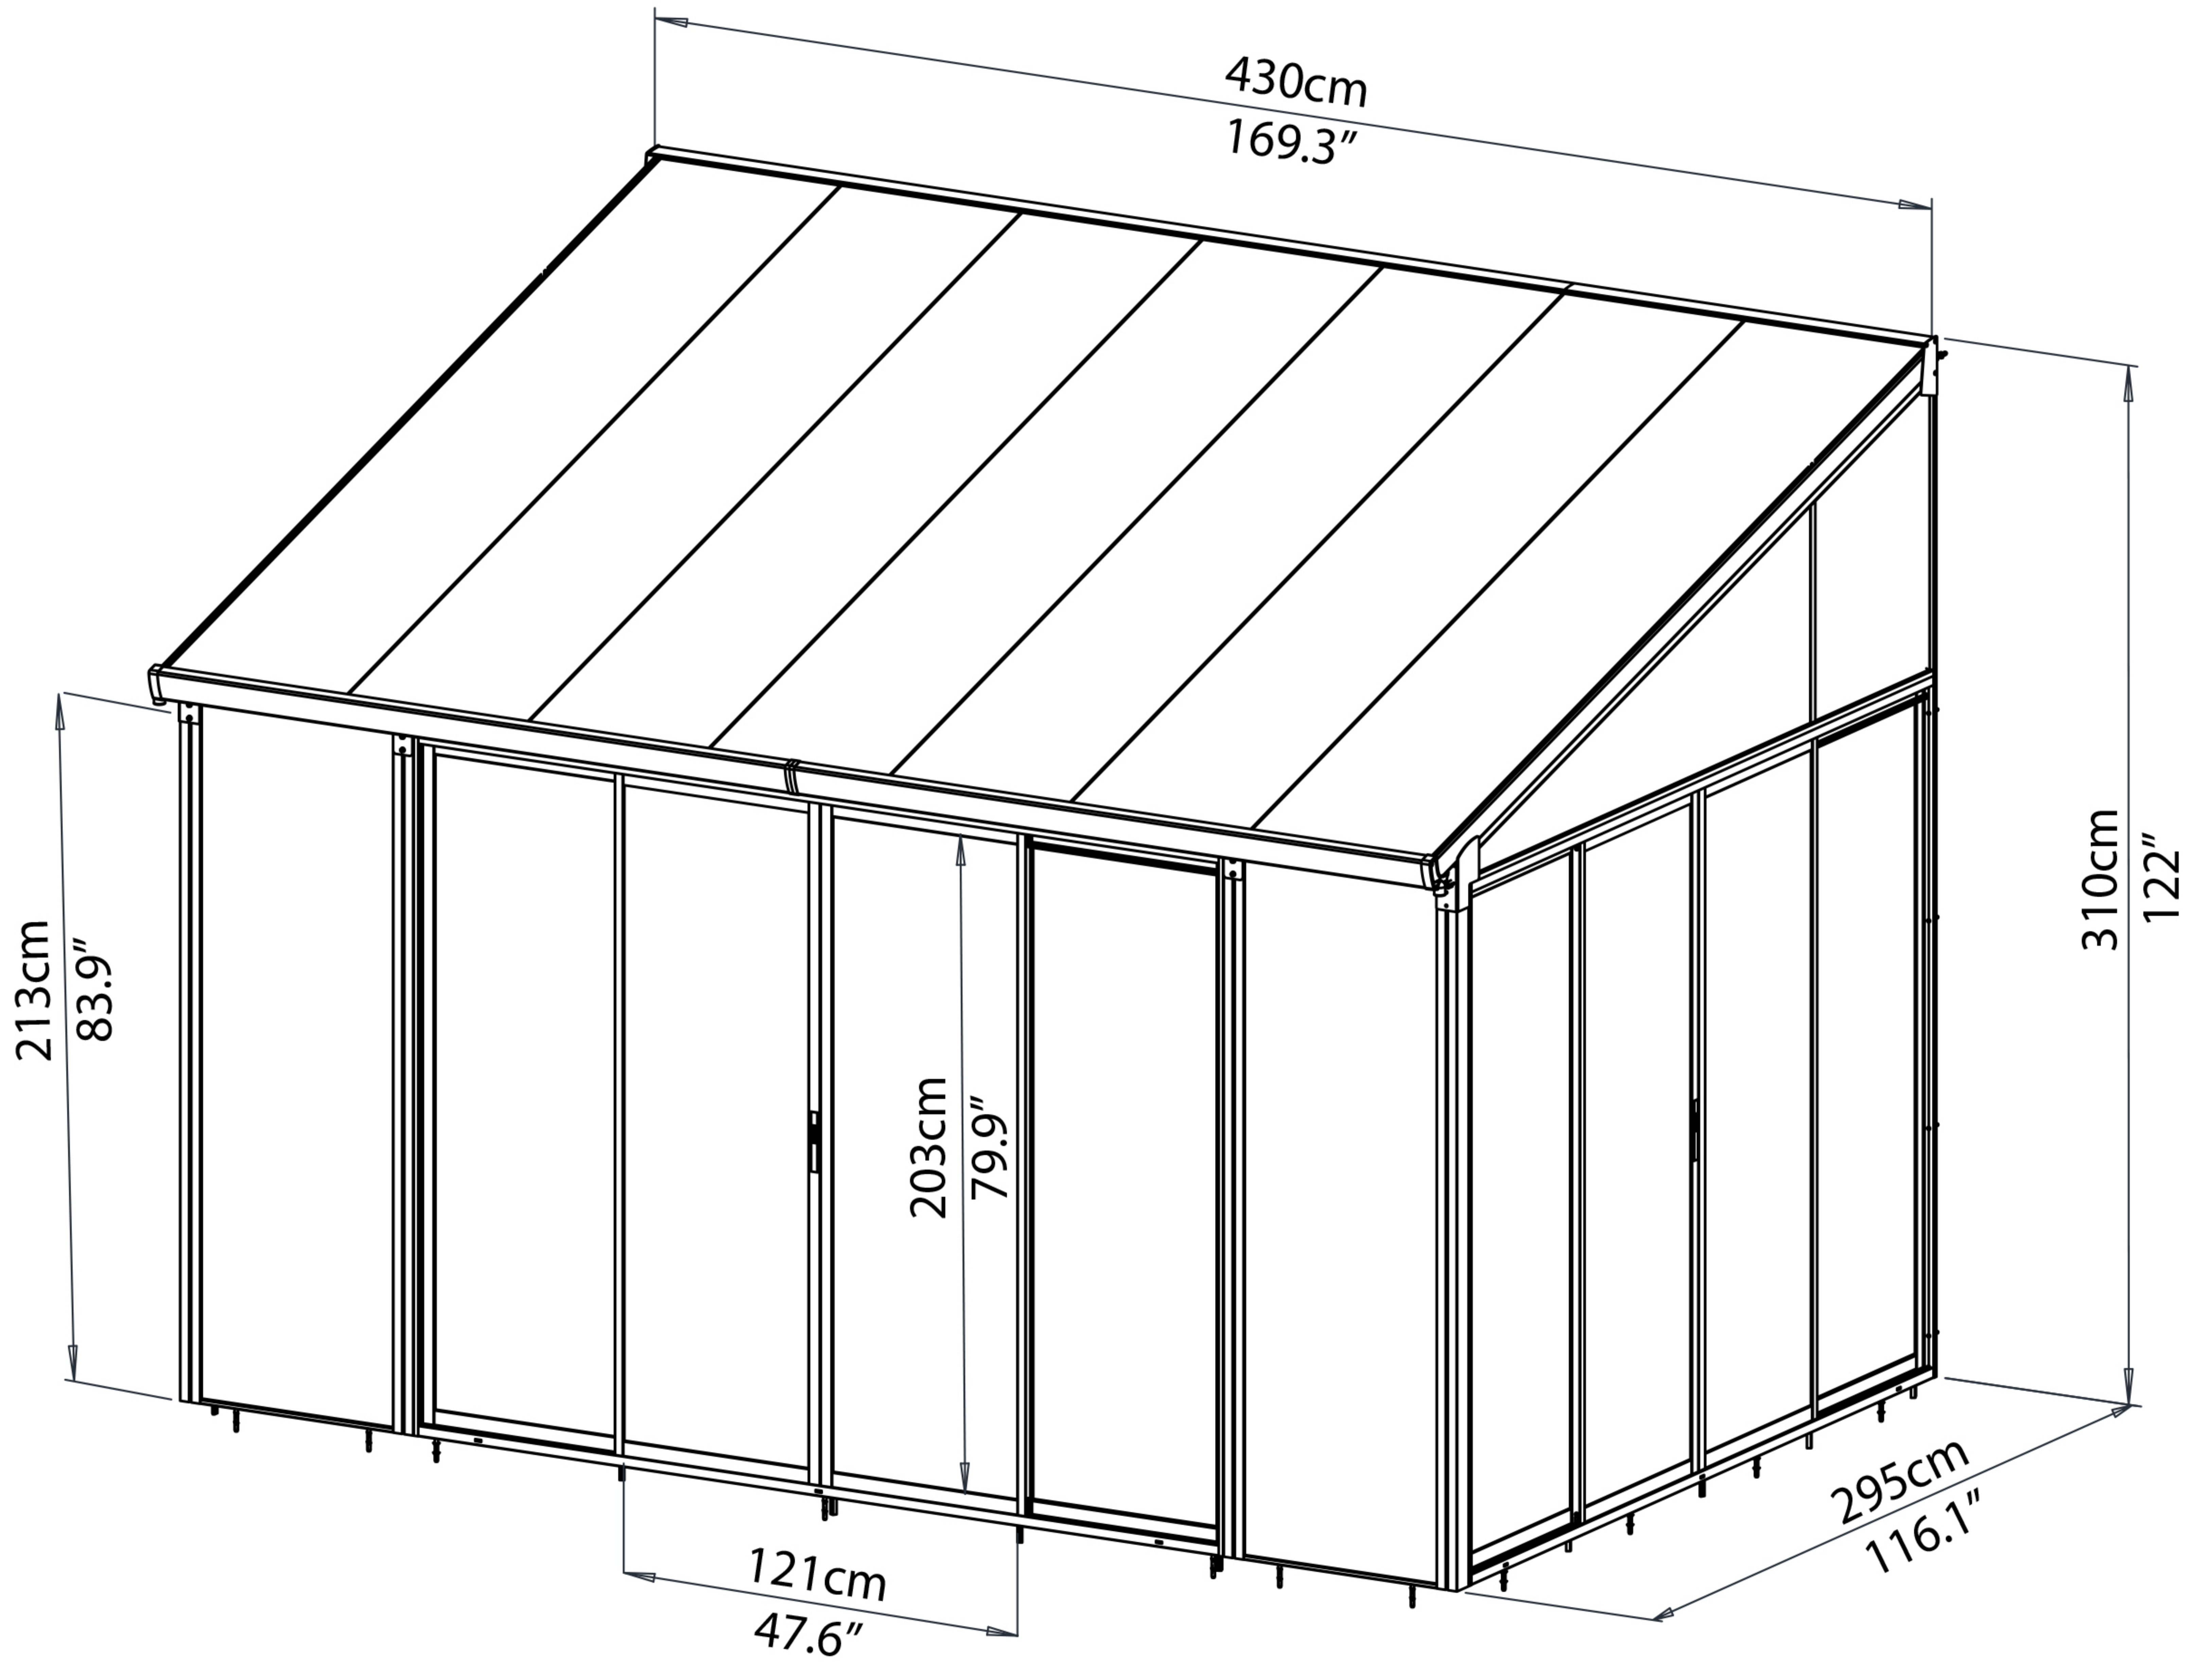 430cm
169.3”
213cm
83.9”
203cm
79.9”
310cm
122”
121cm
47.6”
295cm
116.1”